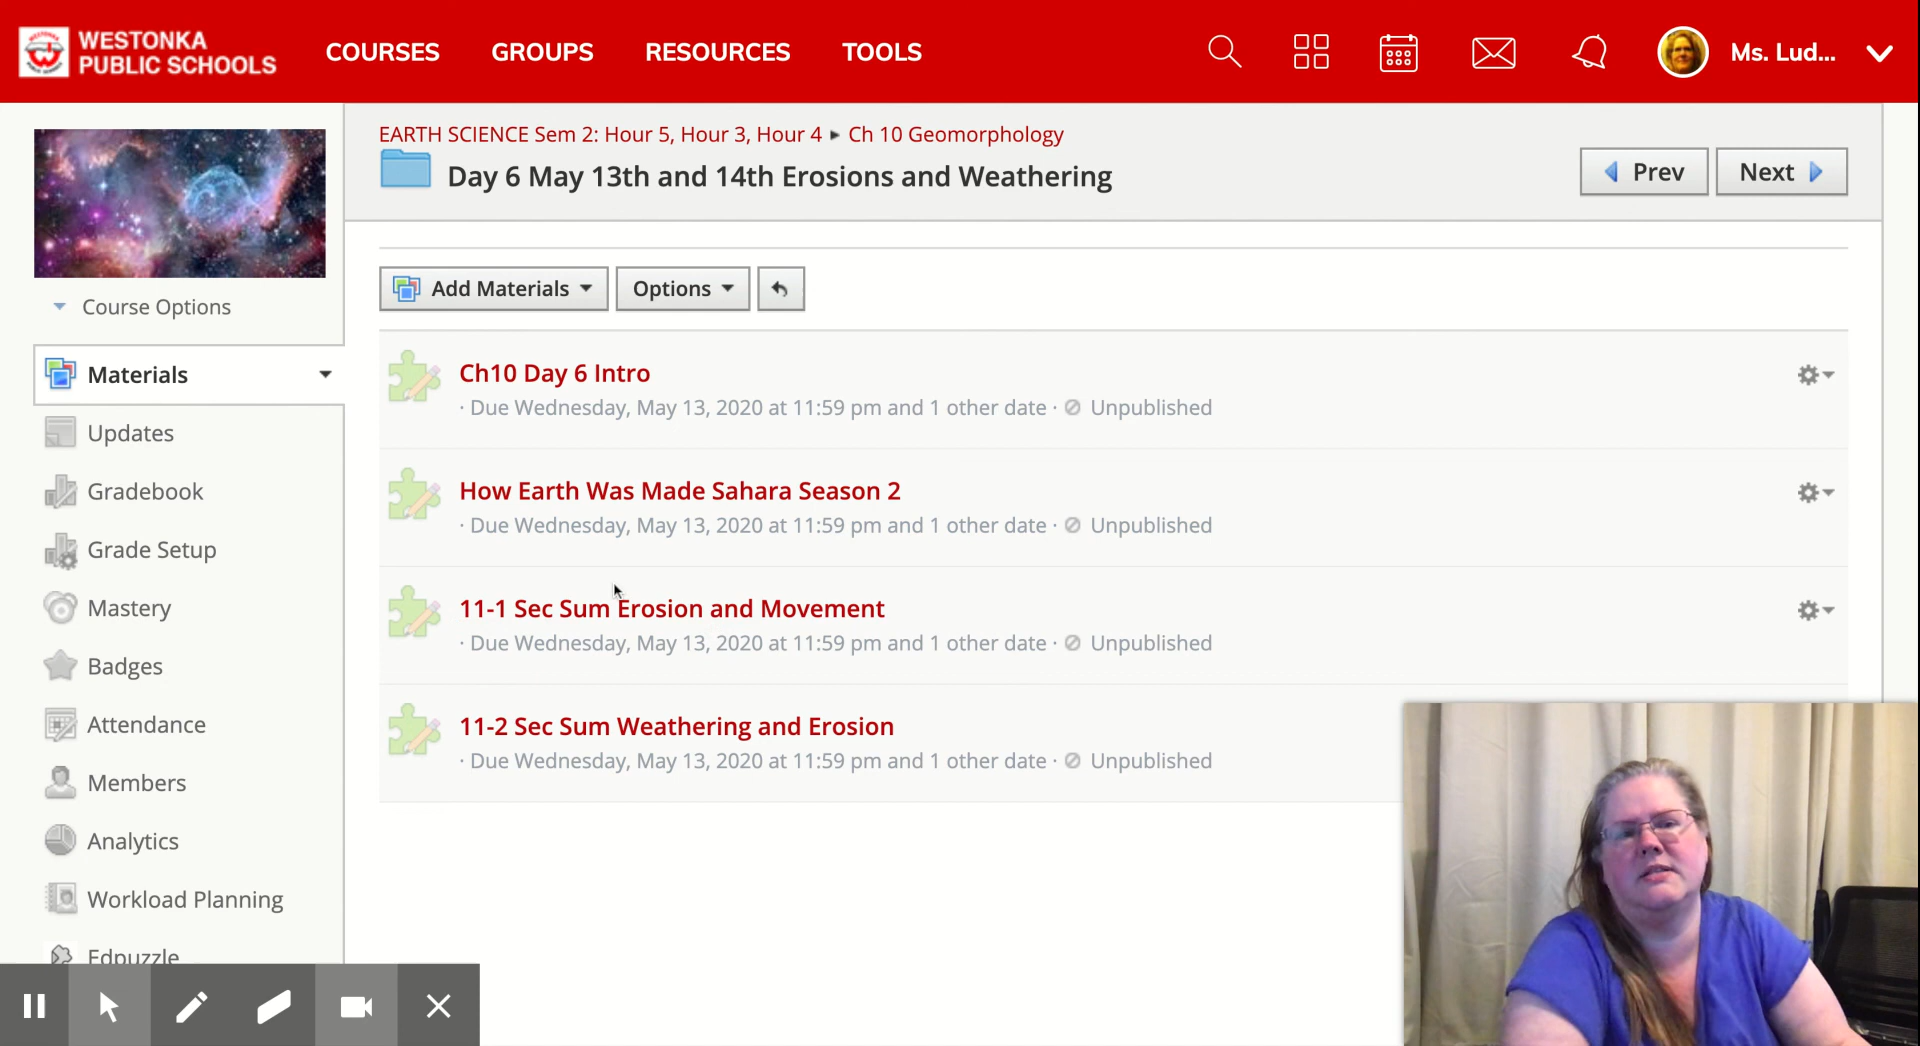 WESTONKA
PUBLIC SCHOOLS
COURSES
GROUPS
RESOURCES
TOOLS
Ms. Lud...
EARTH SCIENCE Sem 2: Hour 5, Hour 3, Hour 4 ▸ Ch 10 Geomorphology
Day 6 May 13th and 14th Erosions and Weathering
Prev
Next
Course Options
Materials
Updates
Gradebook
Grade Setup
Mastery
Badges
Attendance
Members
Analytics
Workload Planning
Edpuzzle
Add Materials
Options
Ch10 Day 6 Intro
· Due Wednesday, May 13, 2020 at 11:59 pm and 1 other date · Unpublished
How Earth Was Made Sahara Season 2
· Due Wednesday, May 13, 2020 at 11:59 pm and 1 other date · Unpublished
11-1 Sec Sum Erosion and Movement
· Due Wednesday, May 13, 2020 at 11:59 pm and 1 other date · Unpublished
11-2 Sec Sum Weathering and Erosion
· Due Wednesday, May 13, 2020 at 11:59 pm and 1 other date · Unpublished